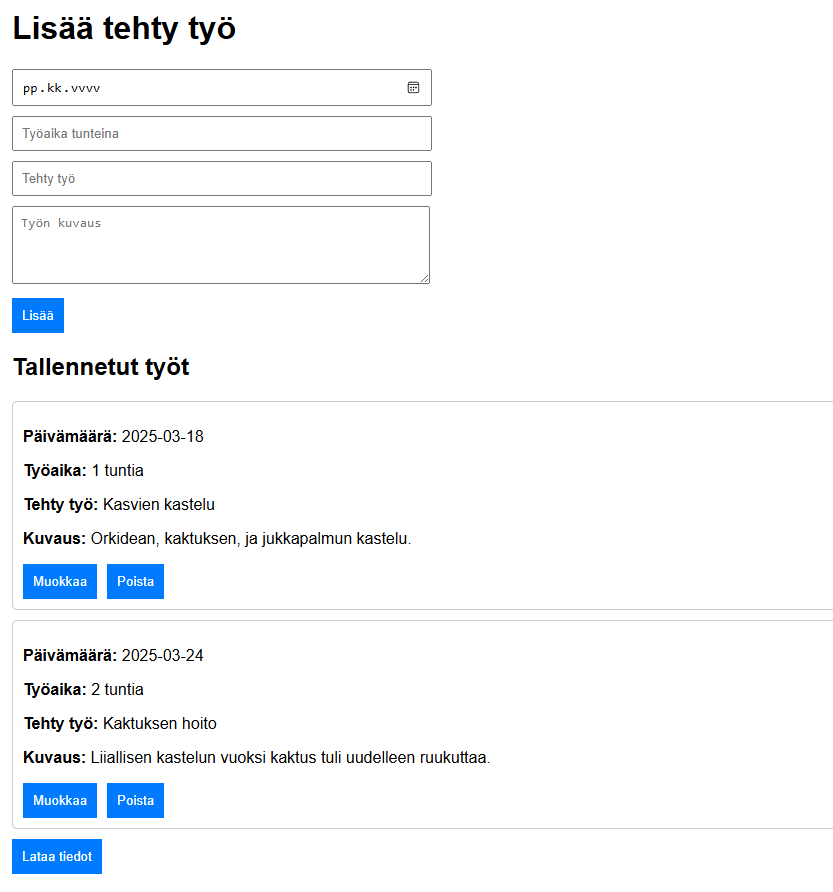 Lisää tehty työ
pp.kk.vvvv
Työaika tunteina
Tehty työ
Työn kuvaus
Lisää
Tallennetut työt
Päivämäärä: 2025-03-18
Työaika: 1 tuntia
Tehty työ: Kasvien kastelu
Kuvaus: Orkidean, kaktuksen, ja jukkapalmun kastelu.
Muokkaa Poista
Päivämäärä: 2025-03-24
Työaika: 2 tuntia
Tehty työ: Kaktuksen hoito
Kuvaus: Liiallisen kastelun vuoksi kaktus tuli uudelleen ruukuttaa.
Muokkaa Poista
Lataa tiedot